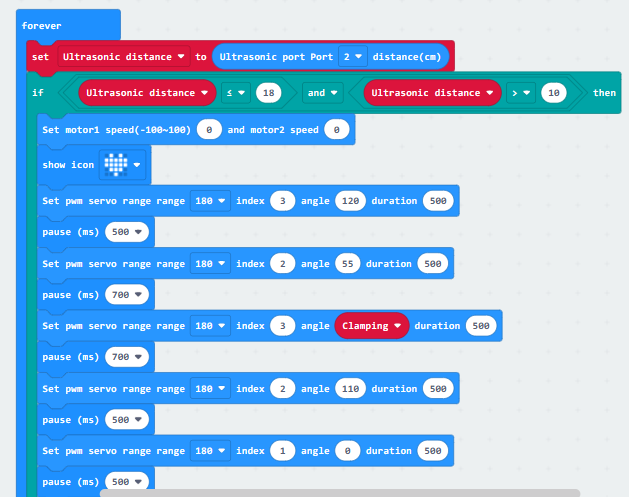 forever
set Ultrasonic distance to Ultrasonic port Port 2 distance(cm)
if Ultrasonic distance ≤ 18 and Ultrasonic distance > 10 then
Set motor1 speed(-100~100) 0 and motor2 speed 0
show icon
Set pwm servo range range 180 index 3 angle 120 duration 500
pause (ms) 500
Set pwm servo range range 180 index 2 angle 55 duration 500
pause (ms) 700
Set pwm servo range range 180 index 3 angle Clamping duration 500
pause (ms) 700
Set pwm servo range range 180 index 2 angle 110 duration 500
pause (ms) 500
Set pwm servo range range 180 index 1 angle 0 duration 500
pause (ms) 500